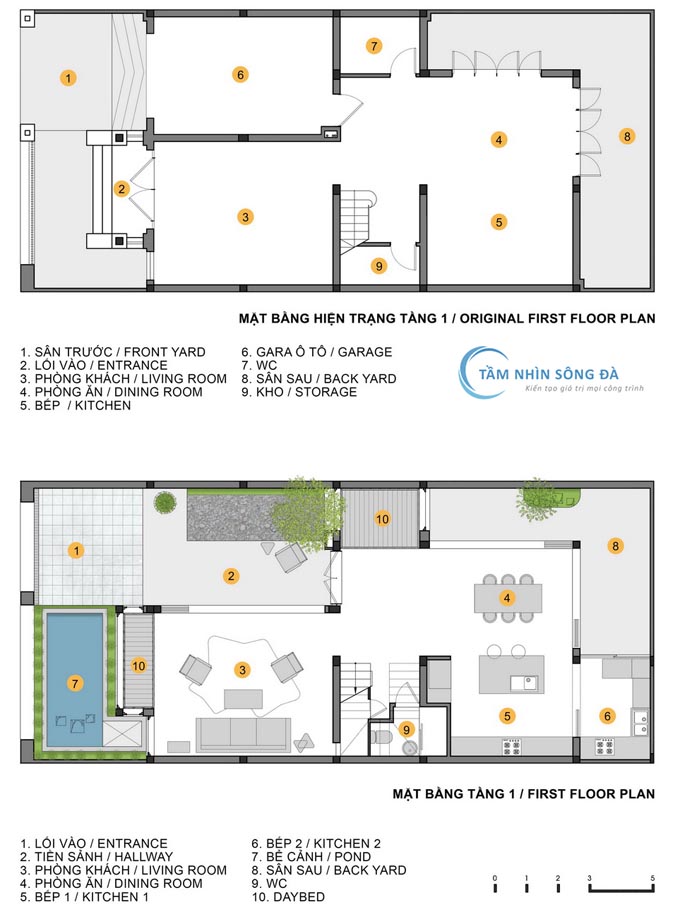 1
6
7
4
8
2
3
5
9
MẶT BẰNG HIỆN TRẠNG TẦNG 1 / ORIGINAL FIRST FLOOR PLAN
1. SÂN TRƯỚC / FRONT YARD
2. LỐI VÀO / ENTRANCE
3. PHÒNG KHÁCH / LIVING ROOM
4. PHÒNG ĂN / DINING ROOM
5. BẾP / KITCHEN
6. GARA Ô TÔ / GARAGE
7. WC
8. SÂN SAU / BACK YARD
9. KHO / STORAGE
TẦM NHÌN SÔNG ĐÀ
Kiến tạo giá trị mọi công trình
10
1
8
2
4
10
3
7
5
6
9
MẶT BẰNG TẦNG 1 / FIRST FLOOR PLAN
1. LỐI VÀO / ENTRANCE
2. TIỀN SẢNH / HALLWAY
3. PHÒNG KHÁCH / LIVING ROOM
4. PHÒNG ĂN / DINING ROOM
5. BẾP 1 / KITCHEN 1
6. BẾP 2 / KITCHEN 2
7. BỂ CẢNH / POND
8. SÂN SAU / BACK YARD
9. WC
10. DAYBED
0 1 2 3 5